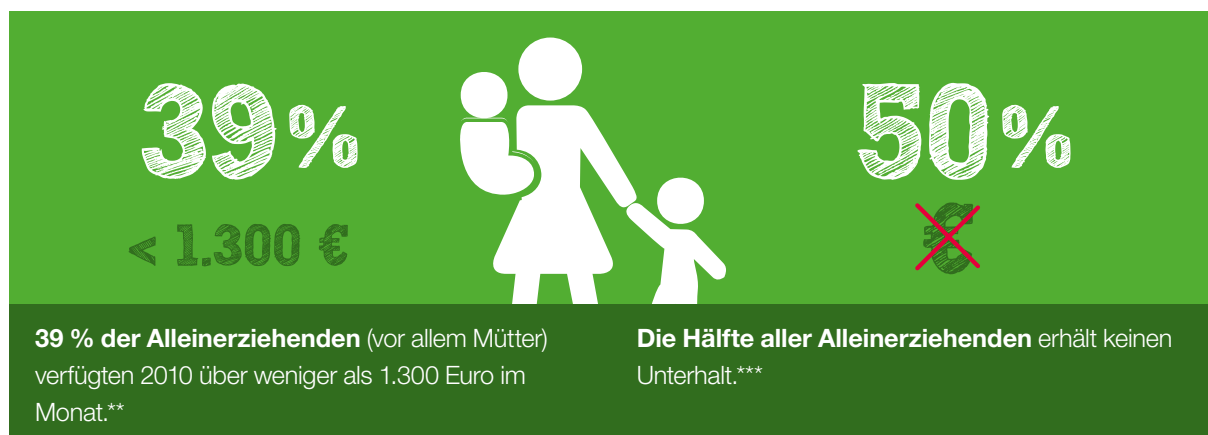 39%
< 1.300 €
50%
€
39 % der Alleinerziehenden (vor allem Mütter)
verfügten 2010 über weniger als 1.300 Euro im
Monat.**
Die Hälfte aller Alleinerziehenden erhält keinen
Unterhalt.***